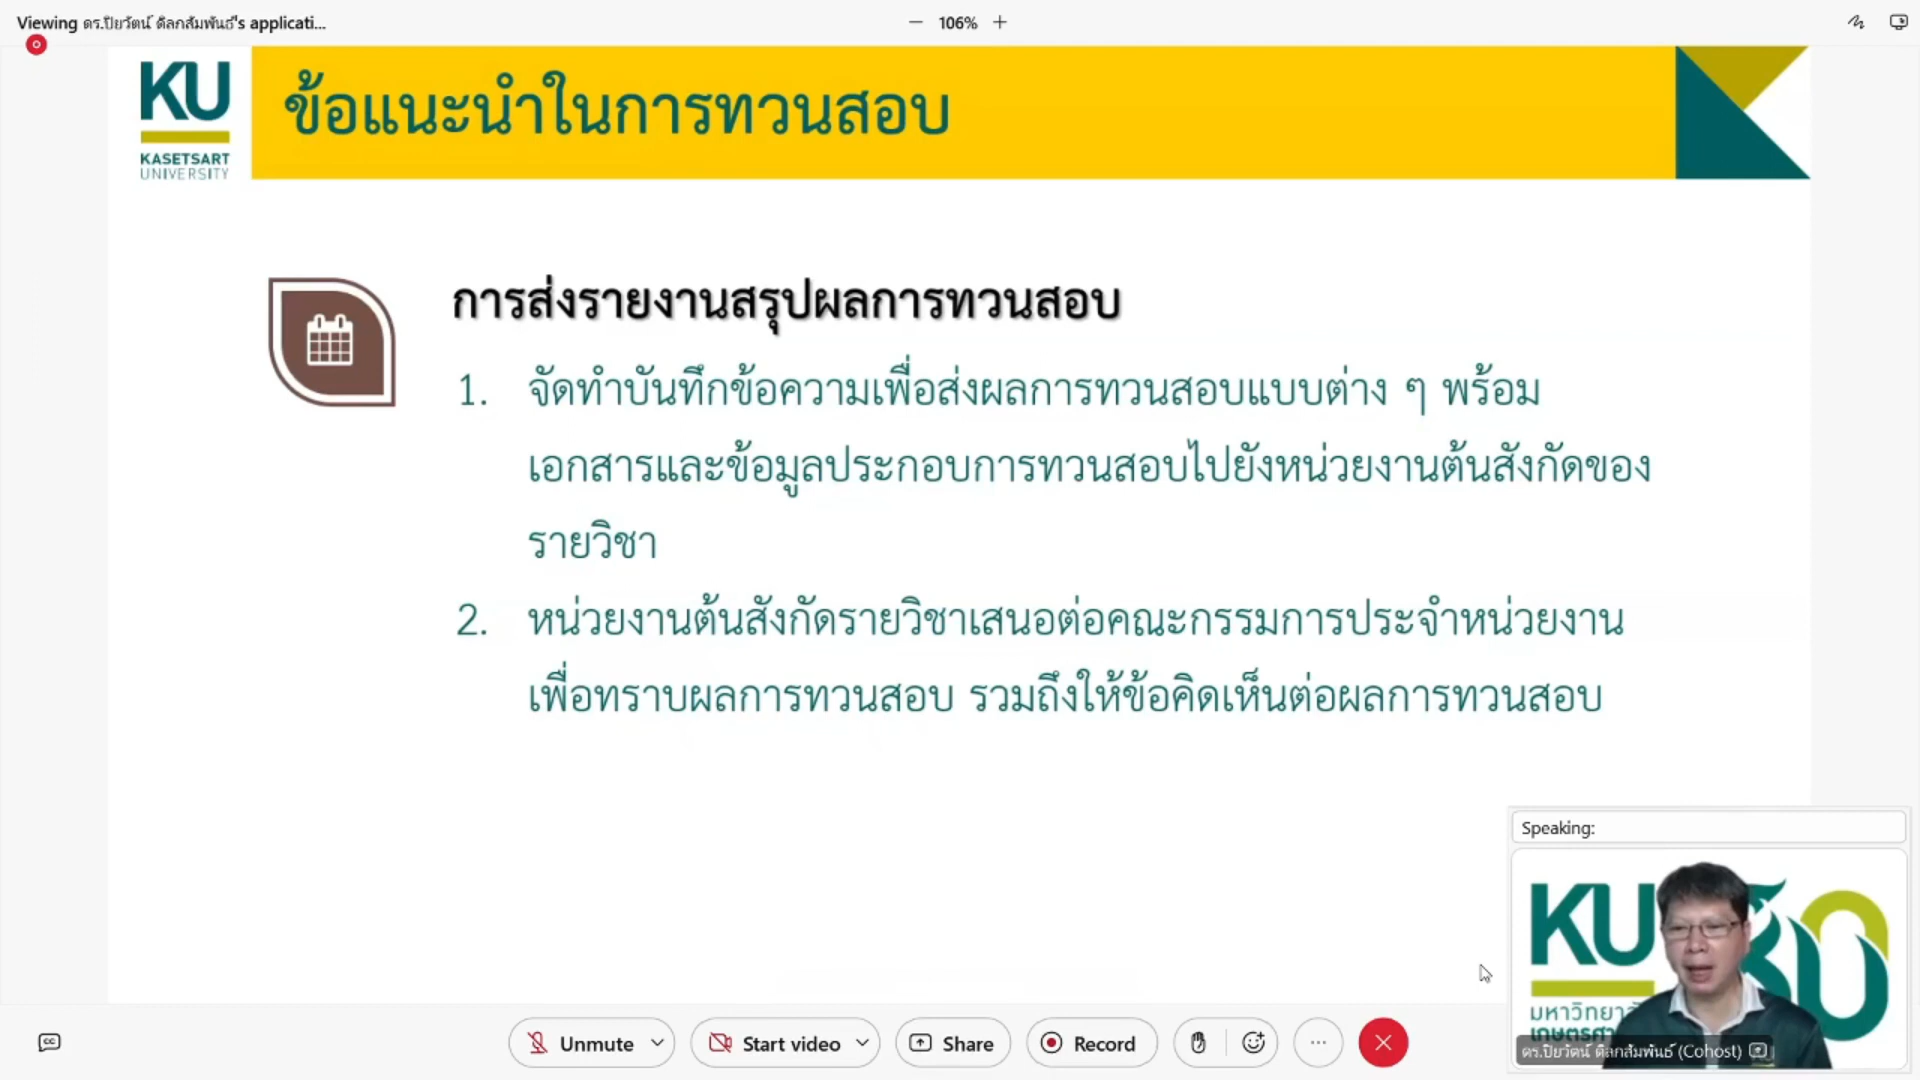 Viewing ดร.ปิยวัตน์ ดิลกสัมพันธ์'s applicati...
106%
KU
KASETSART
UNIVERSITY
ข้อแนะนำในการทวนสอบ
การส่งรายงานสรุปผลการทวนสอบ
1. จัดทำบันทึกข้อความเพื่อส่งผลการทวนสอบแบบต่าง ๆ พร้อม
เอกสารและข้อมูลประกอบการทวนสอบไปยังหน่วยงานต้นสังกัดของ
รายวิชา
2. หน่วยงานต้นสังกัดรายวิชาเสนอต่อคณะกรรมการประจำหน่วยงาน
เพื่อทราบผลการทวนสอบ รวมถึงให้ข้อคิดเห็นต่อผลการทวนสอบ
Speaking:
KU
ดร.ปิยวัตน์ ดิลกสัมพันธ์ (Cohost)
CC
Unmute
Start video
Share
Record